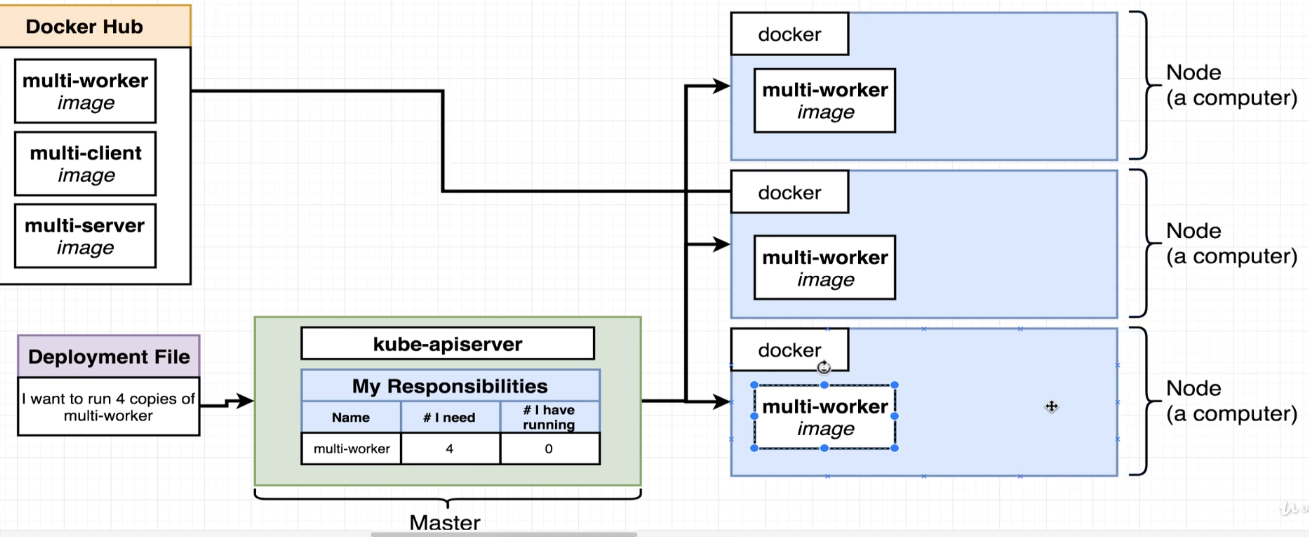 Docker Hub
multi-worker
image
multi-client
image
multi-server
image
Deployment File
I want to run 4 copies of
multi-worker
kube-apiserver
My Responsibilities
Name
# I need
# I have
running
multi-worker
4
0
Master
docker
multi-worker
image
Node
(a computer)
docker
multi-worker
image
Node
(a computer)
docker
multi-worker
image
Node
(a computer)